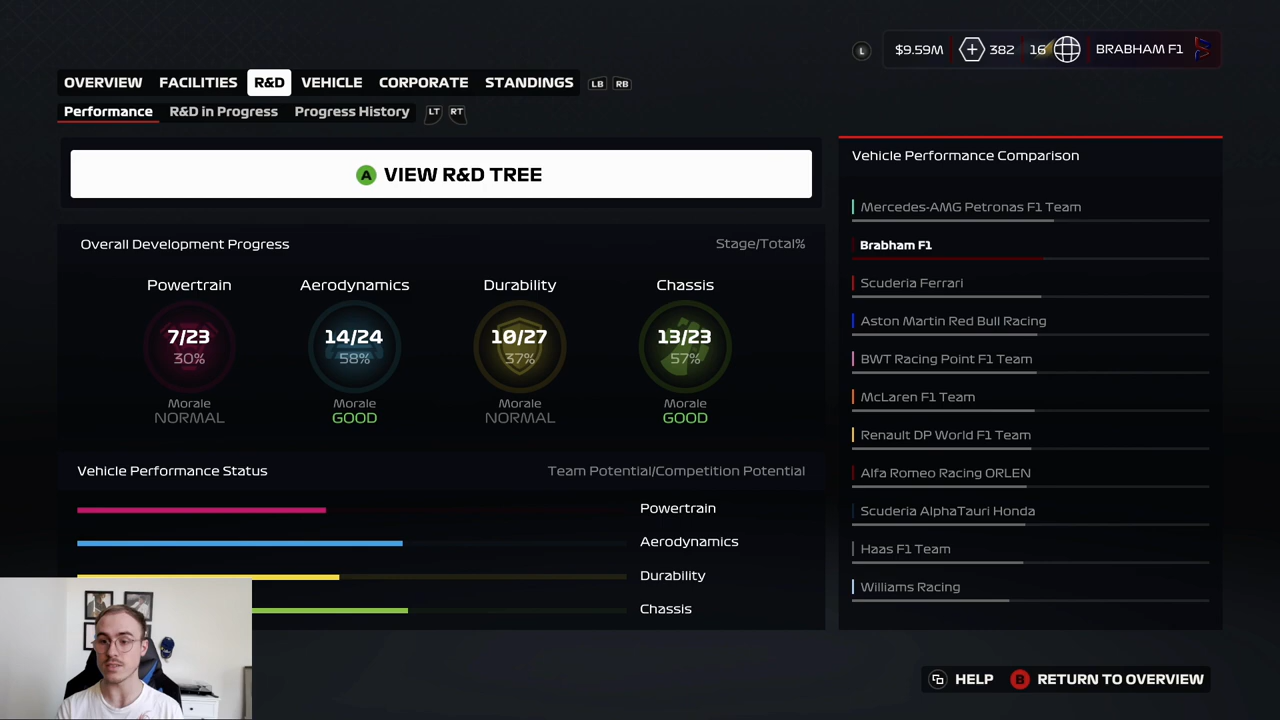 L $9.59M 382 16 BRABHAM F1
OVERVIEW FACILITIES R&D VEHICLE CORPORATE STANDINGS LB RB
Performance R&D in Progress Progress History LT RT
A VIEW R&D TREE
Overall Development Progress Stage/Total%
Powertrain Aerodynamics Durability Chassis
7/23 14/24 10/27 13/23
30% 58% 37% 57%
Morale Morale Morale Morale
NORMAL GOOD NORMAL GOOD
Vehicle Performance Status Team Potential/Competition Potential
Powertrain
Aerodynamics
Durability
Chassis
Vehicle Performance Comparison
Mercedes-AMG Petronas F1 Team
Brabham F1
Scuderia Ferrari
Aston Martin Red Bull Racing
BWT Racing Point F1 Team
McLaren F1 Team
Renault DP World F1 Team
Alfa Romeo Racing ORLEN
Scuderia AlphaTauri Honda
Haas F1 Team
Williams Racing
HELP B RETURN TO OVERVIEW